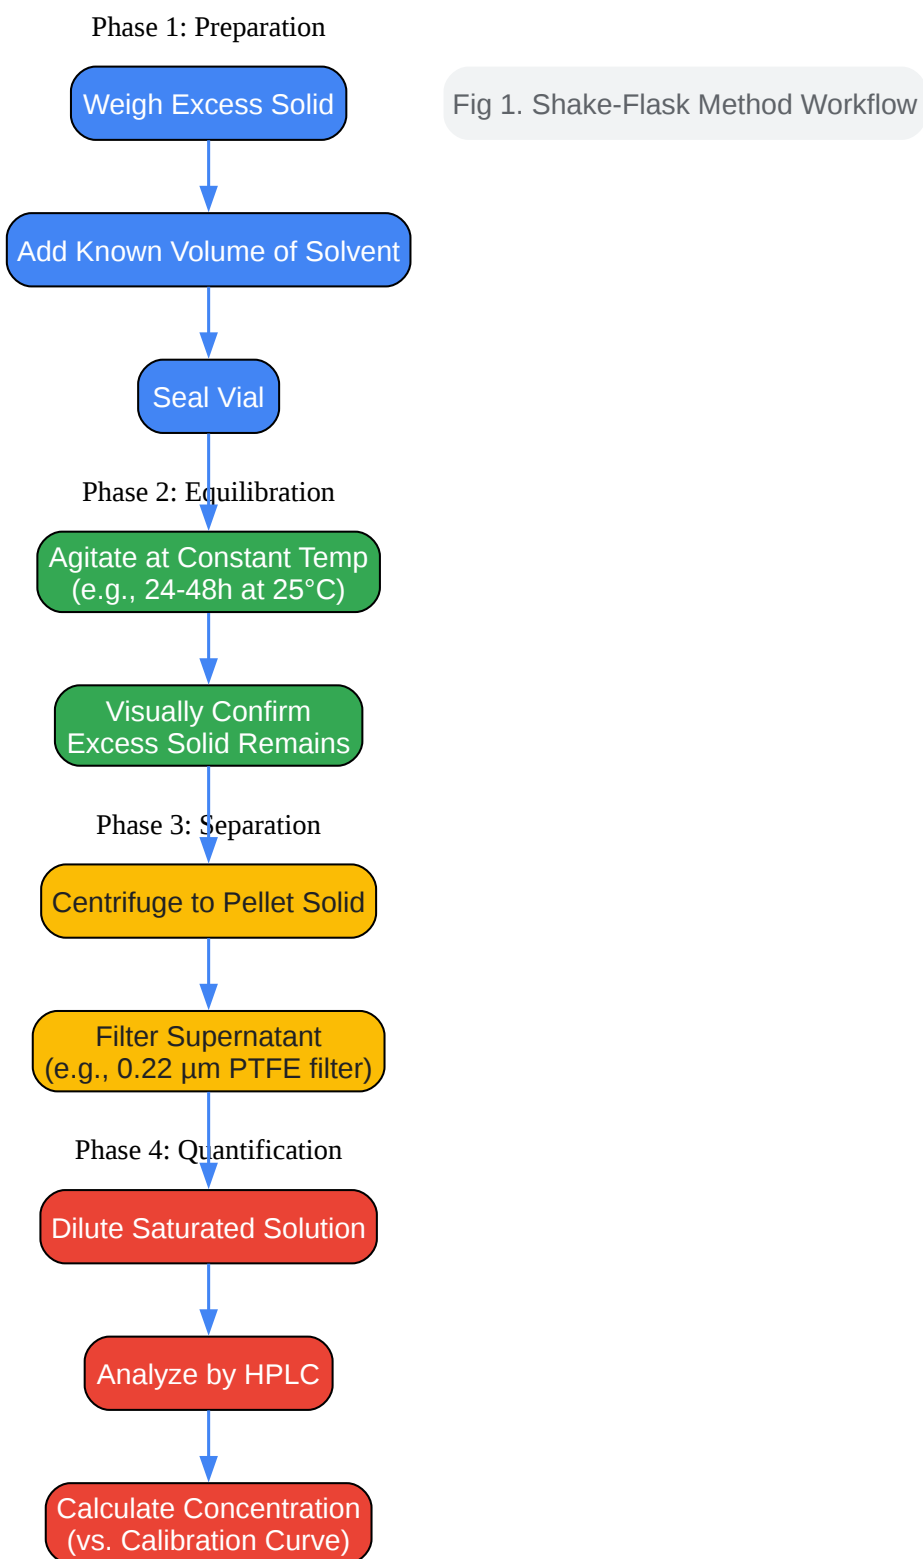 Phase 1: Preparation
Weigh Excess Solid
Fig 1. Shake-Flask Method Workflow
Add Known Volume of Solvent
Seal Vial
Phase 2: Equilibration
Agitate at Constant Temp
(e.g., 24-48h at 25°C)
Visually Confirm
Excess Solid Remains
Phase 3: Separation
Centrifuge to Pellet Solid
Filter Supernatant
(e.g., 0.22 µm PTFE filter)
Phase 4: Quantification
Dilute Saturated Solution
Analyze by HPLC
Calculate Concentration
(vs. Calibration Curve)